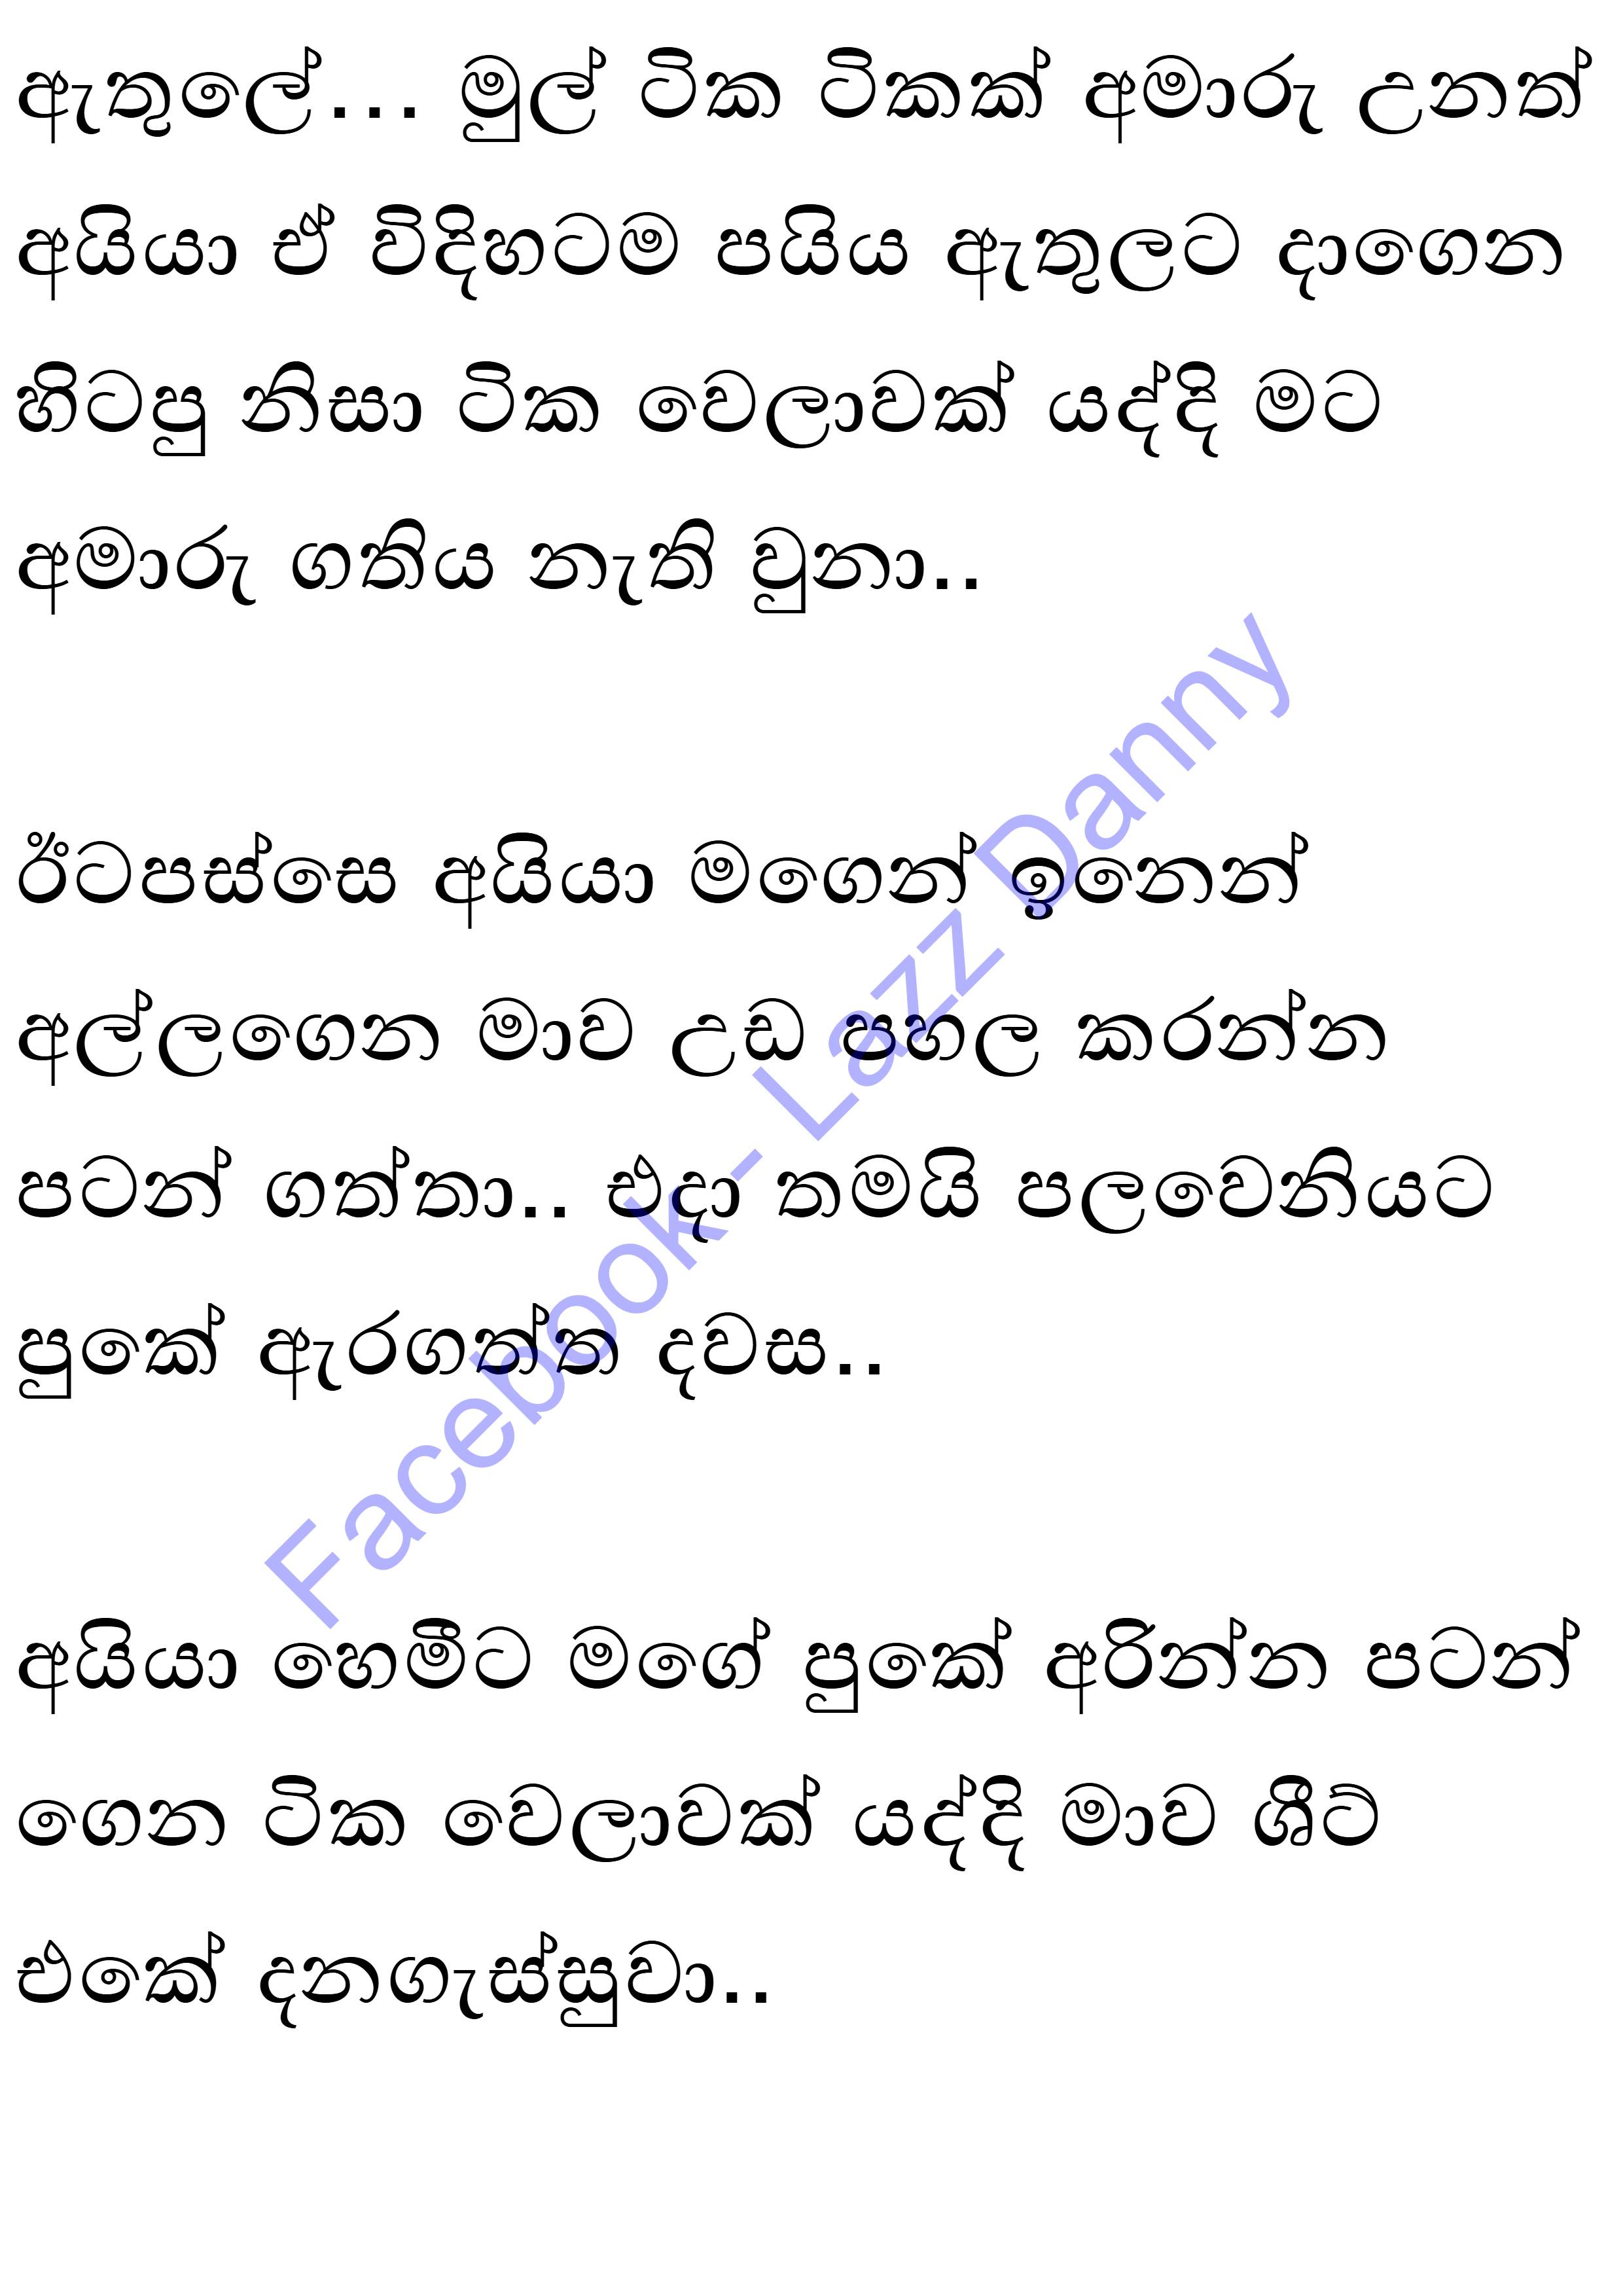 ඇතුලේ... මුල් ටික ටිකක් අමාරු උනත්
අයියා ඒ විදිහටම පයිය ඇතුලට දාගෙන
හිටපු නිසා ටික වෙලාවක් යද්දි මට
අමාරු ගතිය නැති වුනා..
ඊටපස්සෙ අයියා මගෙන් ඉනෙන්
අල්ලගෙන මාව උඩ පහල කරන්න
පටන් ගත්තා.. එදා තමයි පලවෙනියට
පුකේ ඇරගත්ත දවස..
අයියා හෙමීට මගේ පුකේ අරින්න පටන්
ගෙන ටික වෙලාවක් යද්දි මාව ශීට්
එකේ දනගැස්සුවා..
Facebook - Lazz Danny